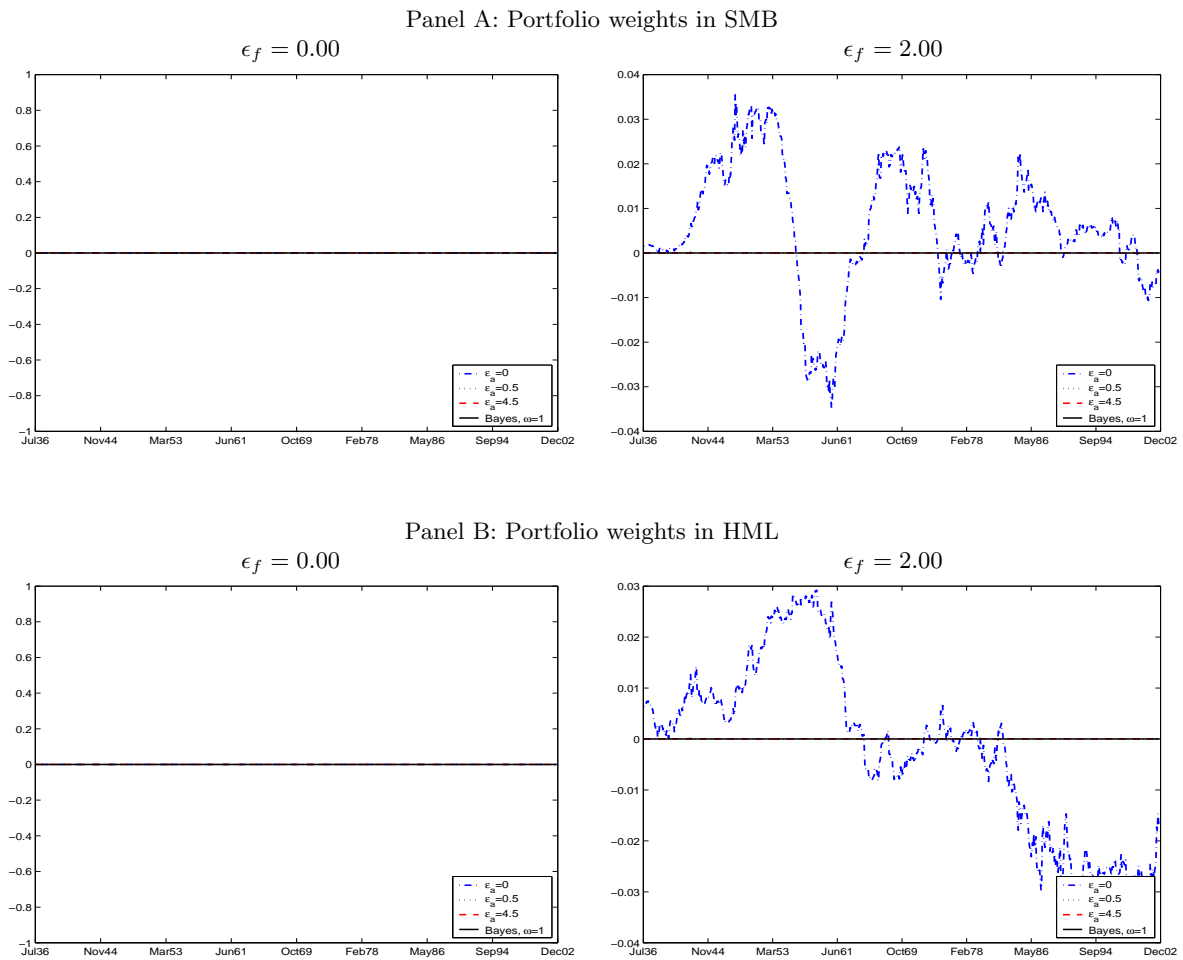 Panel A: Portfolio weights in SMB
ϵ_f = 0.00
1
0.8
0.6
0.4
0.2
0
−0.2
−0.4
−0.6
−0.8
−1
Jul36 Nov44 Mar53 Jun61 Oct69 Feb78 May86 Sep94 Dec02
ε_a=0
ε_a=0.5
ε_a=4.5
Bayes, ω=1
ϵ_f = 2.00
0.04
0.03
0.02
0.01
0
−0.01
−0.02
−0.03
−0.04
Jul36 Nov44 Mar53 Jun61 Oct69 Feb78 May86 Sep94 Dec02
ε_a=0
ε_a=0.5
ε_a=4.5
Bayes, ω=1
Panel B: Portfolio weights in HML
ϵ_f = 0.00
1
0.8
0.6
0.4
0.2
0
−0.2
−0.4
−0.6
−0.8
−1
Jul36 Nov44 Mar53 Jun61 Oct69 Feb78 May86 Sep94 Dec02
ε_a=0
ε_a=0.5
ε_a=4.5
Bayes, ω=1
ϵ_f = 2.00
0.03
0.02
0.01
0
−0.01
−0.02
−0.03
−0.04
Jul36 Nov44 Mar53 Jun61 Oct69 Feb78 May86 Sep94 Dec02
ε_a=0
ε_a=0.5
ε_a=4.5
Bayes, ω=1